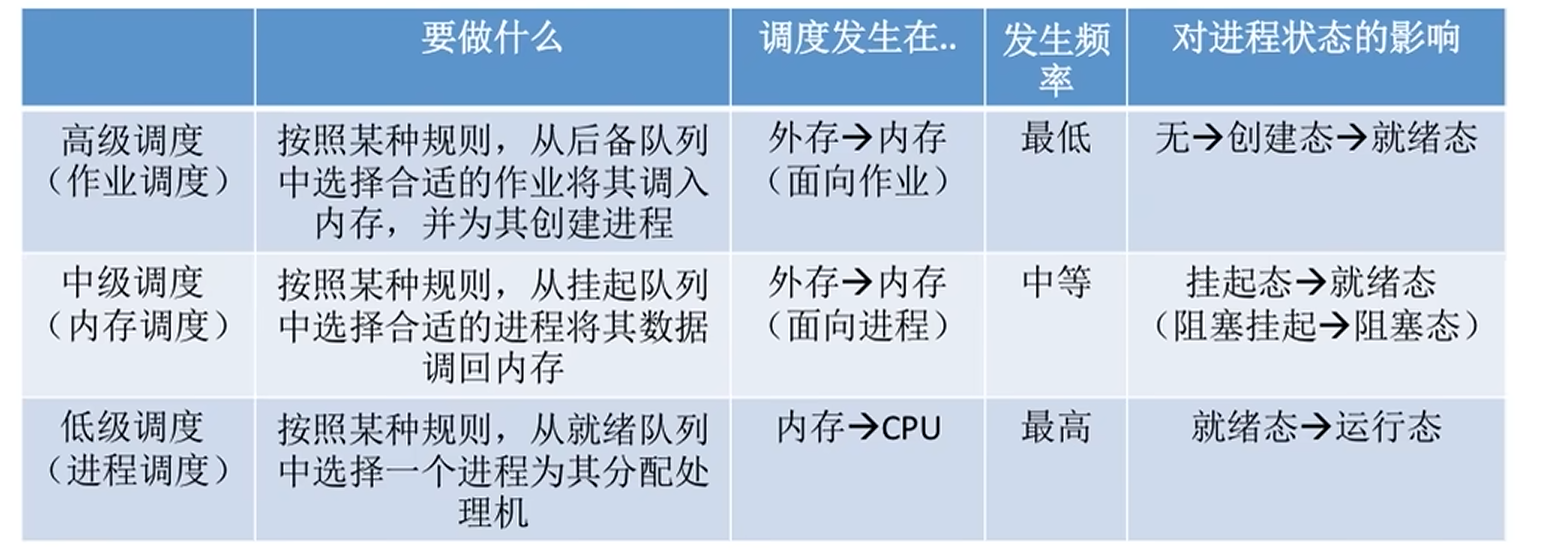 要做什么
调度发生在..
发生频
率
对进程状态的影响
高级调度
（作业调度）
按照某种规则，从后备队列
中选择合适的作业将其调入
内存，并为其创建进程
外存→内存
（面向作业）
最低
无→创建态→就绪态
中级调度
（内存调度）
按照某种规则，从挂起队列
中选择合适的进程将其数据
调回内存
外存→内存
（面向进程）
中等
挂起态→就绪态
（阻塞挂起→阻塞态）
低级调度
（进程调度）
按照某种规则，从就绪队列
中选择一个进程为其分配处
理机
内存→CPU
最高
就绪态→运行态